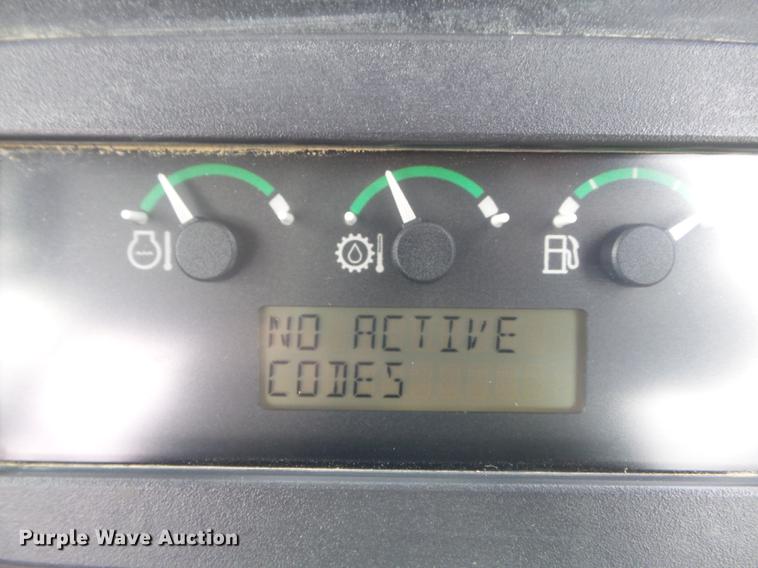 NO ACTIVE
CODES
Purple Wave Auction